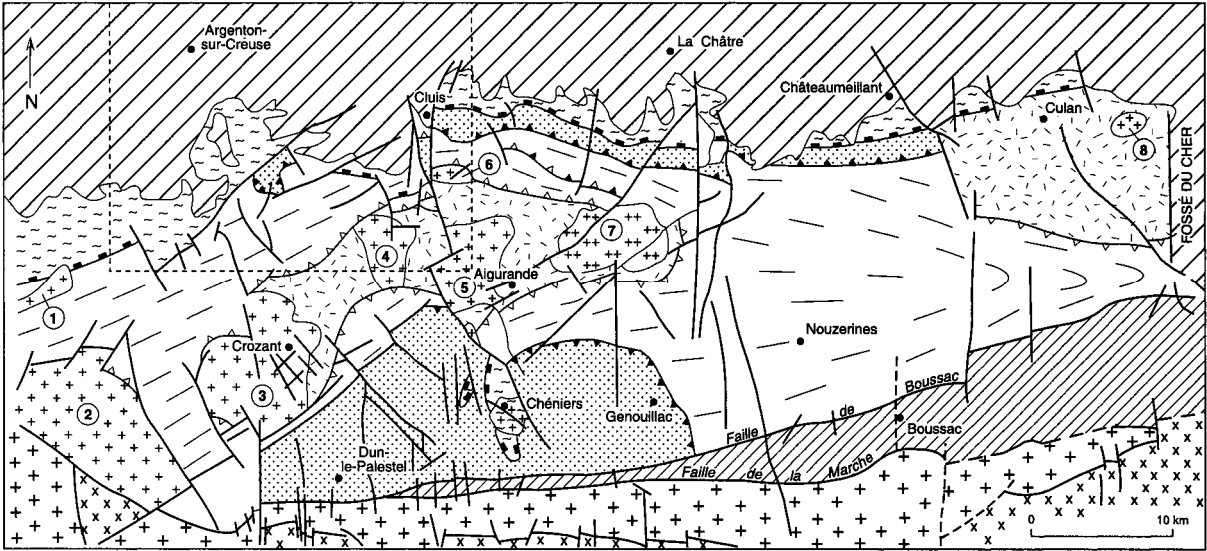 Argenton-
sur-Creuse
La Châtre
N
Châteaumeillant
Cluis
Culan
8
6
FOSSÉ DU CHER
7
4
Aigurande
5
1
Nouzerines
Crozant
3
2
Chéniers
Genouillac
Faille de Boussac
Boussac
Dun-
le-Palestel
Faille de la Marche
0 10 km